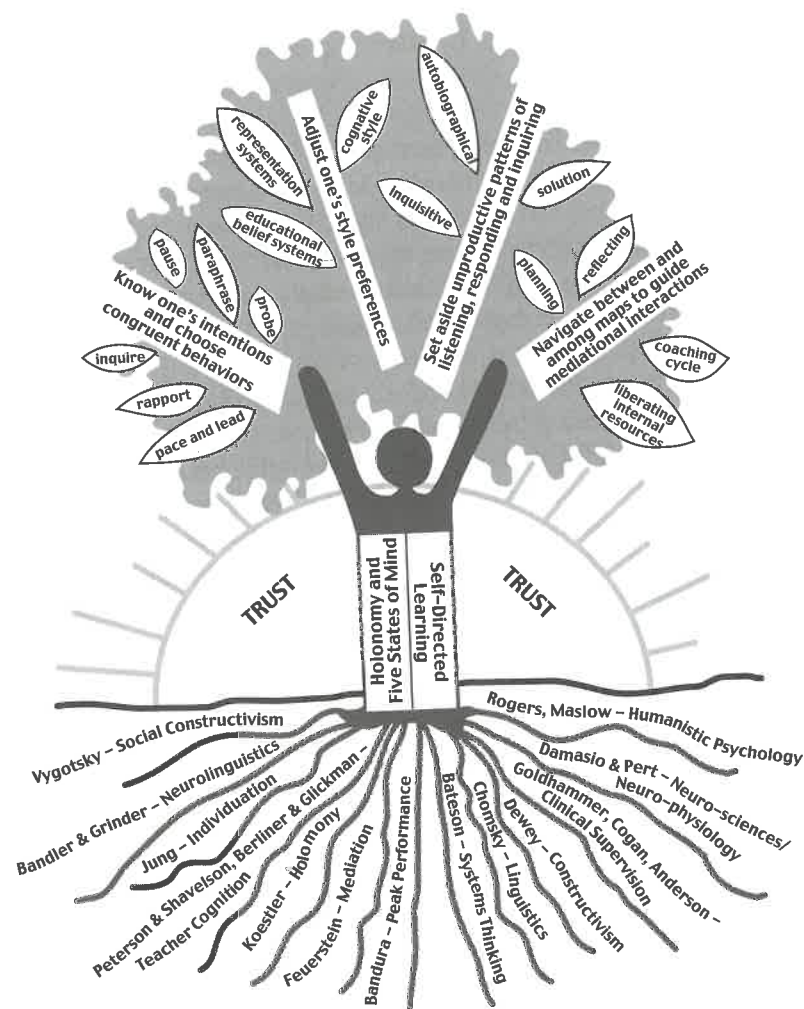 autobiographical
cognative
style
representation
systems
Adjust one's style preferences
Set aside unproductive patterns of
listening, responding and inquiring
solution
Inquisitive
educational
belief systems
pause
paraphrase
probe
Know one's intentions
and choose
congruent behaviors
planning
reflecting
Navigate between and
among maps to guide
mediational interactions
inquire
rapport
pace and lead
coaching
cycle
liberating
internal
resources
TRUST
Holonomy and
Five States of Mind
Self-Directed
Learning
TRUST
Vygotsky – Social Constructivism
Bandler & Grinder – Neurolinguistics
Jung – Individuation
Peterson & Shavelson, Berliner & Glickman –
Teacher Cognition
Koestler – Holomony
Feuerstein – Mediation
Bandura – Peak Performance
Bateson – Systems Thinking
Chomsky – Linguistics
Dewey – Constructivism
Goldhammer, Cogan, Anderson –
Clinical Supervision
Damasio & Pert – Neuro-sciences/
Neuro-physiology
Rogers, Maslow – Humanistic Psychology